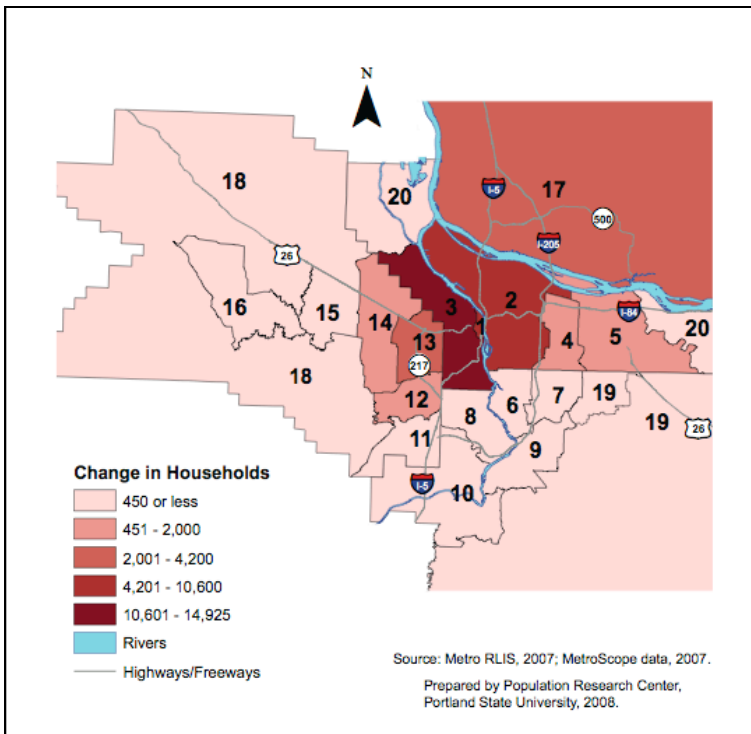 N
18
20
I-5
17
500
I-205
26
3
2
16
15
14
1
I-84
20
13
4
5
18
217
12
8
6
7
19
19
26
11
9
I-5
10
Change in Households
450 or less
451 - 2,000
2,001 - 4,200
4,201 - 10,600
10,601 - 14,925
Rivers
Highways/Freeways
Source: Metro RLIS, 2007; MetroScope data, 2007.
Prepared by Population Research Center,
Portland State University, 2008.